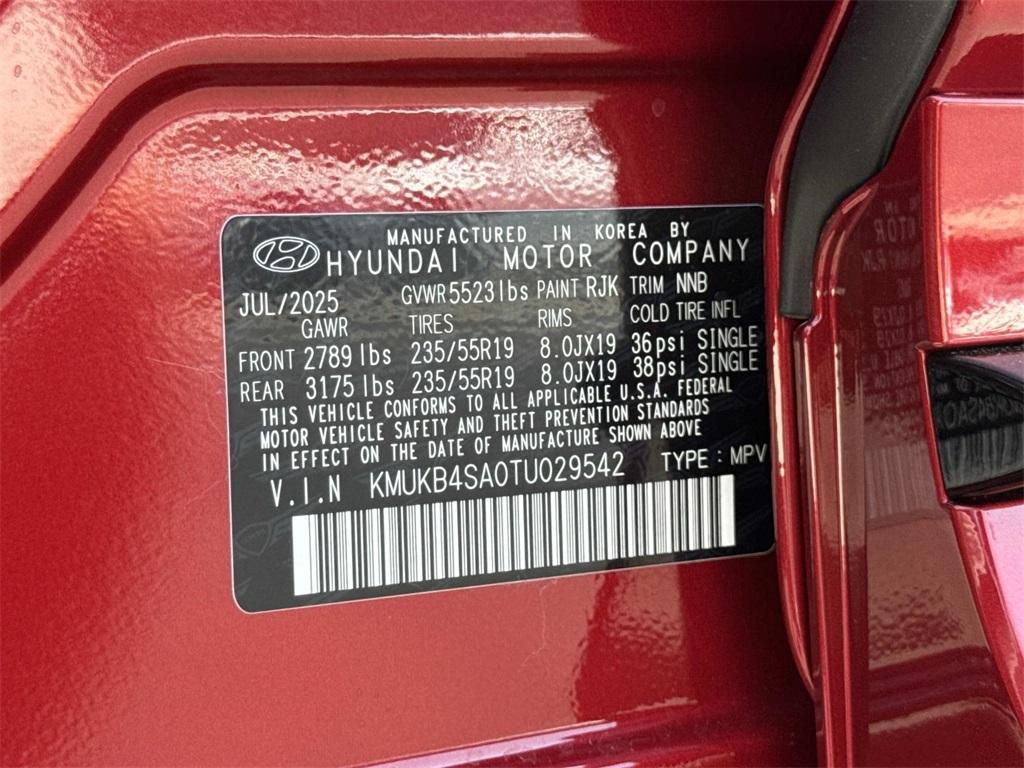 MANUFACTURED IN KOREA BY
HYUNDAI MOTOR COMPANY
JUL/2025 GVWR 5523 lbs PAINT RJK TRIM NNB
GAWR TIRES RIMS COLD TIRE INFL
FRONT 2789 lbs 235/55R19 8.0JX19 36 psi SINGLE
REAR 3175 lbs 235/55R19 8.0JX19 38 psi SINGLE
THIS VEHICLE CONFORMS TO ALL APPLICABLE U.S.A. FEDERAL
MOTOR VEHICLE SAFETY AND THEFT PREVENTION STANDARDS
IN EFFECT ON THE DATE OF MANUFACTURE SHOWN ABOVE
V.I.N KMUKB4SA0TU029542 TYPE : MPV